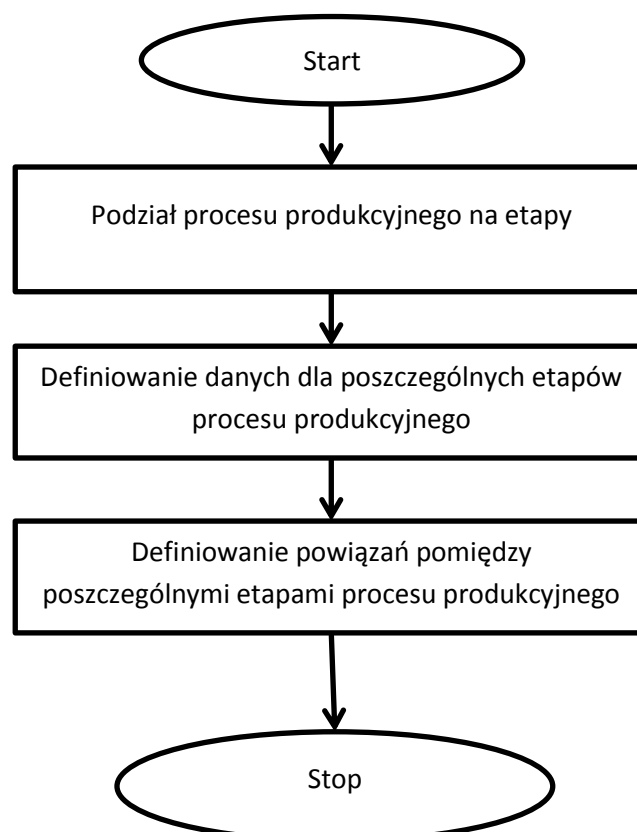 Start
Podział procesu produkcyjnego na etapy
Definiowanie danych dla poszczególnych etapów
procesu produkcyjnego
Definiowanie powiązań pomiędzy
poszczególnymi etapami procesu produkcyjnego
Stop